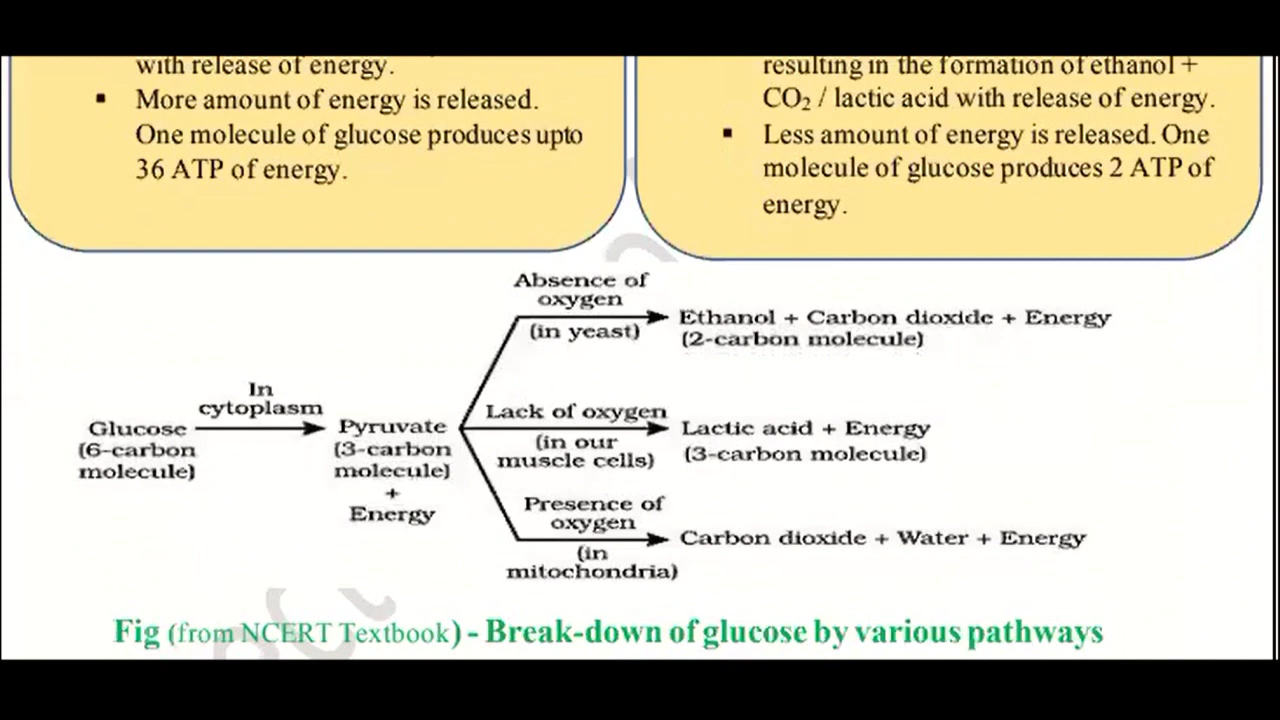 with release of energy.
▪ More amount of energy is released.
One molecule of glucose produces upto
36 ATP of energy.
resulting in the formation of ethanol +
CO₂ / lactic acid with release of energy.
▪ Less amount of energy is released. One
molecule of glucose produces 2 ATP of
energy.
Absence of
oxygen
(in yeast)
Ethanol + Carbon dioxide + Energy
(2-carbon molecule)
In
cytoplasm
Glucose
(6-carbon
molecule)
Pyruvate
(3-carbon
molecule)
+
Energy
Lack of oxygen
(in our
muscle cells)
Lactic acid + Energy
(3-carbon molecule)
Presence of
oxygen
(in
mitochondria)
Carbon dioxide + Water + Energy
Fig (from NCERT Textbook) - Break-down of glucose by various pathways